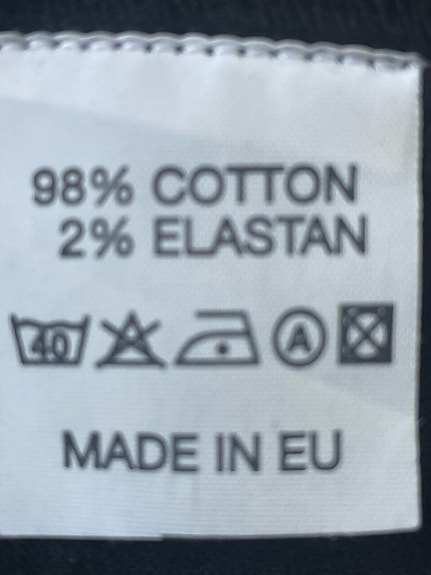 98% COTTON
2% ELASTAN
40 A
MADE IN EU